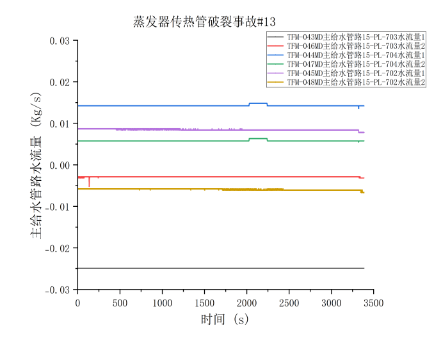 蒸发器传热管破裂事故#13
TFM-043MD主给水管路15-PL-703水流量1
TFM-046MD主给水管路15-PL-703水流量2
TFM-044MD主给水管路15-PL-704水流量1
TFM-047MD主给水管路15-PL-704水流量2
TFM-045MD主给水管路15-PL-702水流量1
TFM-048MD主给水管路15-PL-702水流量2
主给水管路水流量 (Kg/s)
0.03
0.02
0.01
0.00
-0.01
-0.02
-0.03
0
500
1000
1500
2000
2500
3000
3500
时间 (s)